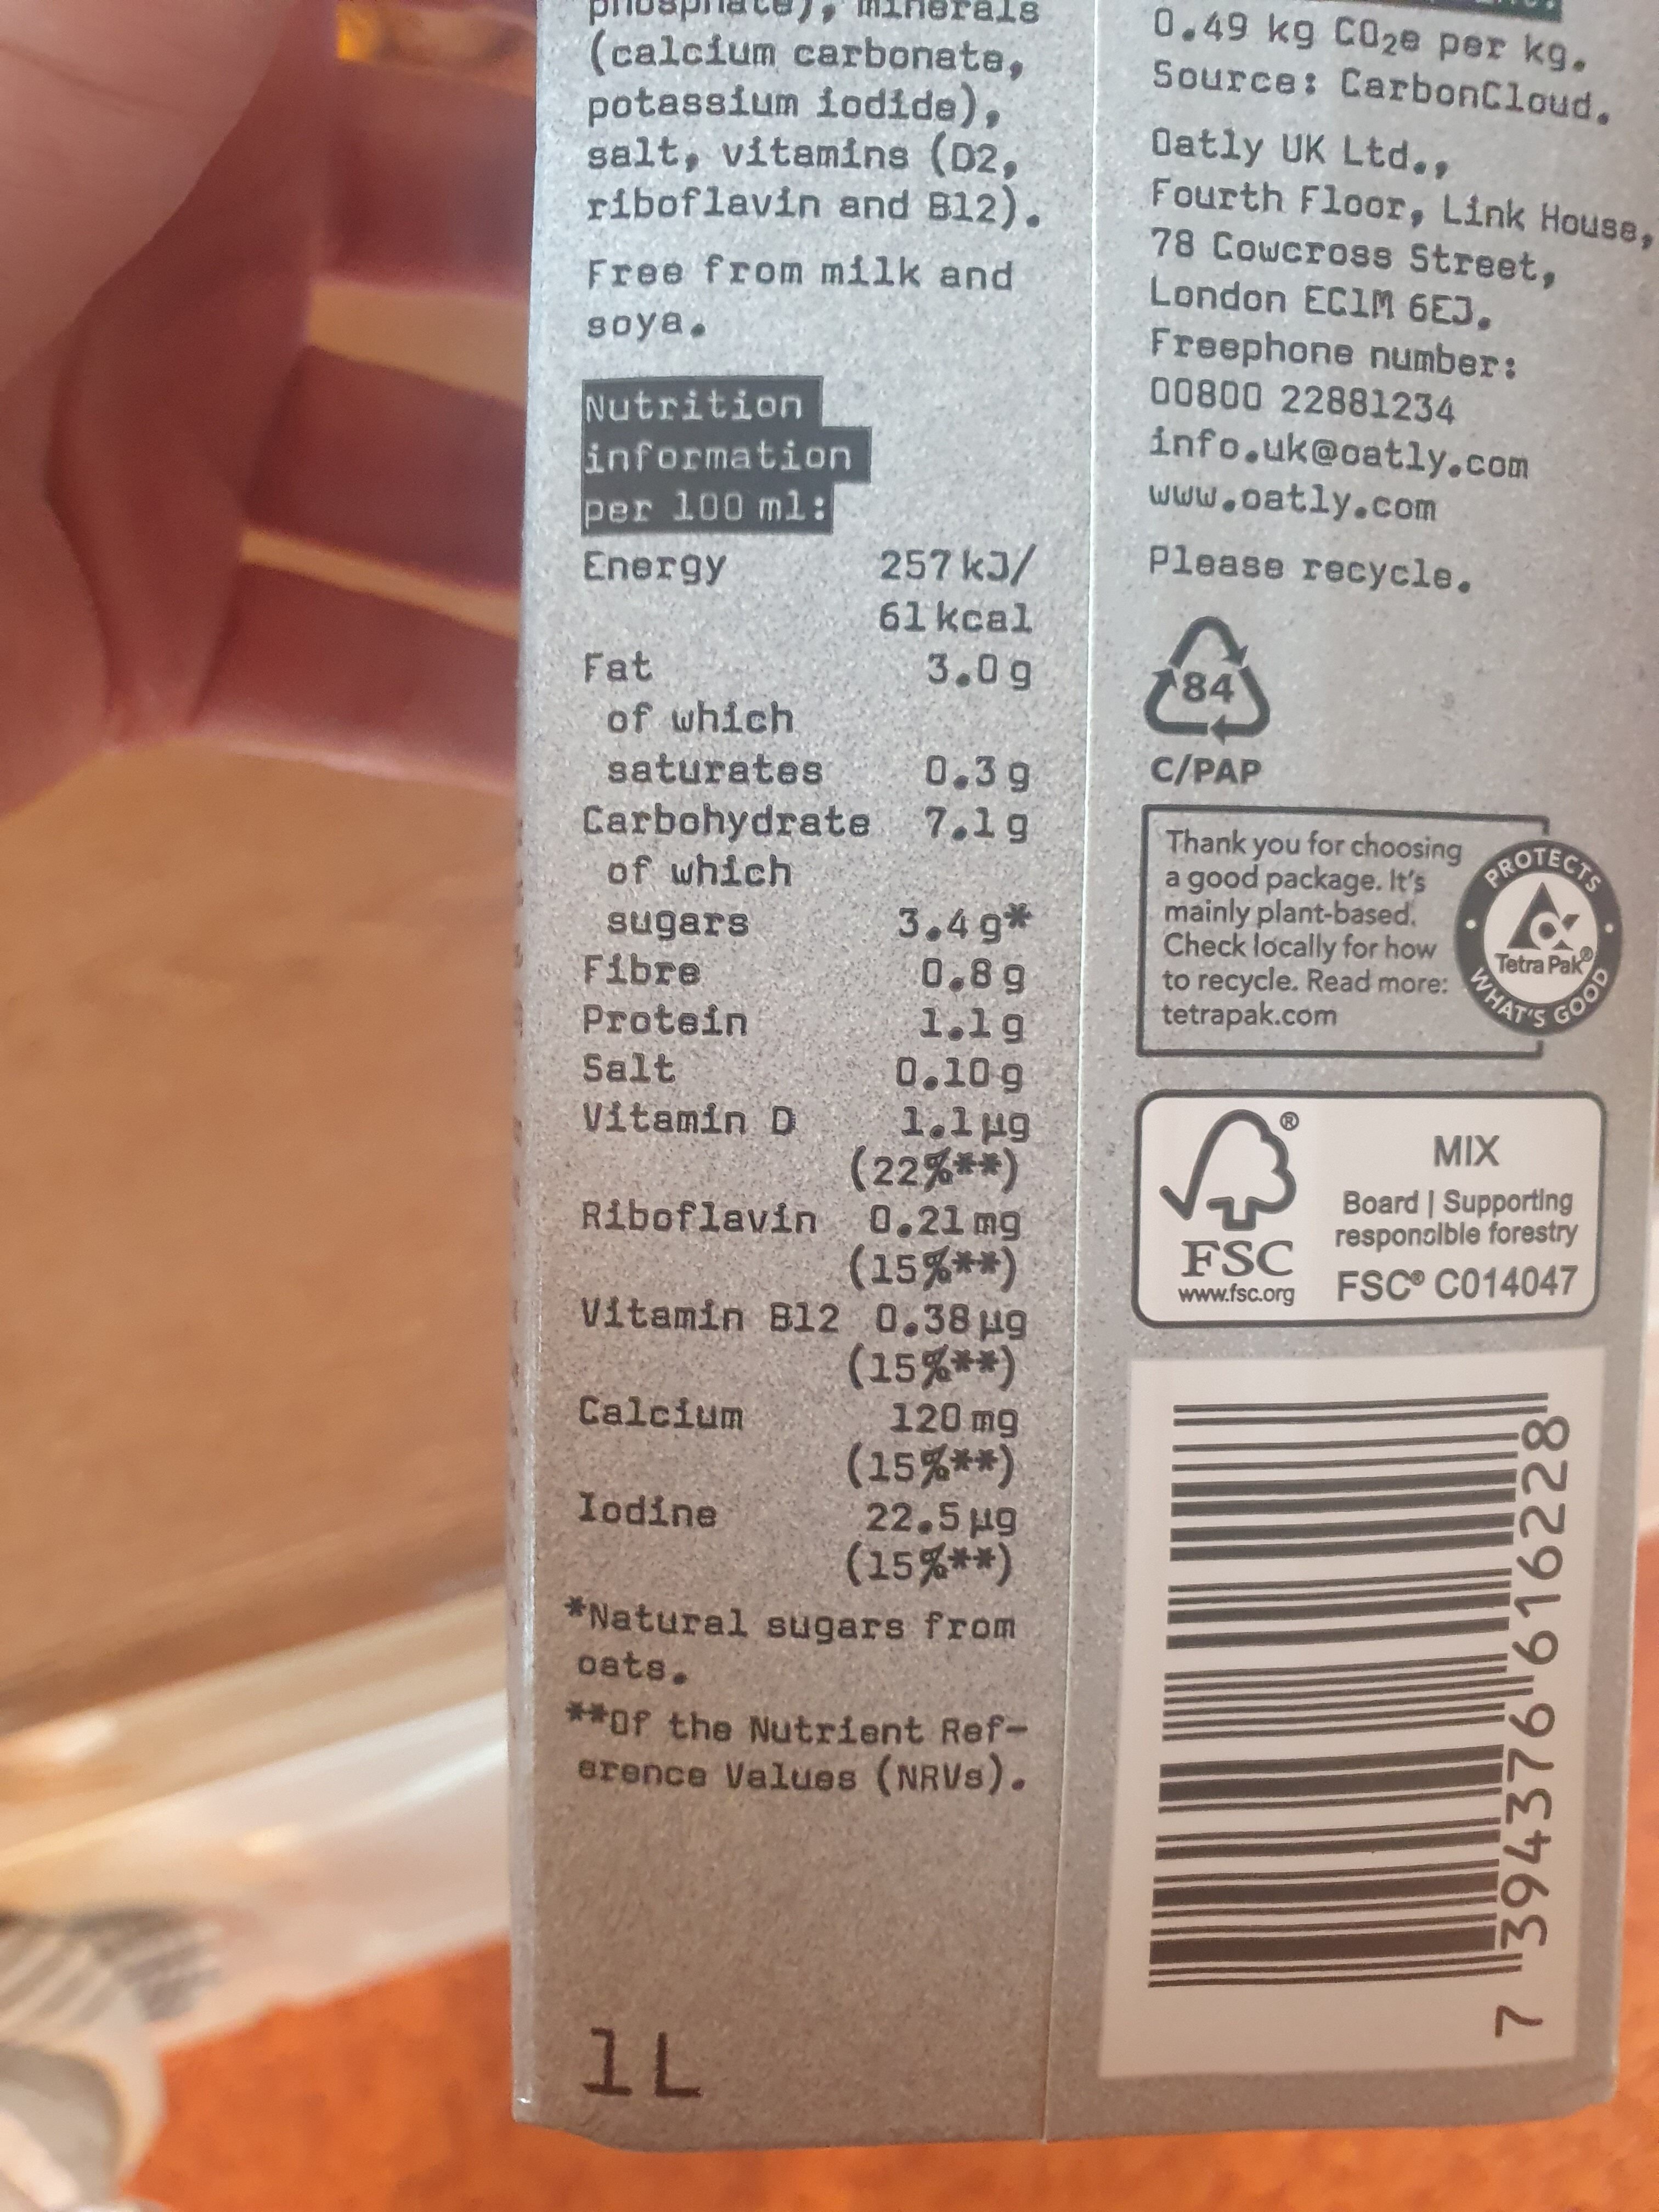 phosphate), minerals
(calcium carbonate,
potassium iodide),
salt, vitamins (D2,
riboflavin and B12).
Free from milk and
soya.
Nutrition
information
per 100 ml:
Energy 257 kJ/
61 kcal
Fat 3.0 g
of which
saturates 0.3 g
Carbohydrate 7.1 g
of which
sugars 3.4 g*
Fibre 0.8 g
Protein 1.1 g
Salt 0.10 g
Vitamin D 1.1 µg
(22%**)
Riboflavin 0.21 mg
(15%**)
Vitamin B12 0.38 µg
(15%**)
Calcium 120 mg
(15%**)
Iodine 22.5 µg
(15%**)
*Natural sugars from
oats.
**Of the Nutrient Ref-
erence Values (NRVs).
1L
0.49 kg CO₂e per kg.
Source: CarbonCloud.
Oatly UK Ltd.,
Fourth Floor, Link House,
78 Cowcross Street,
London EC1M 6EJ.
Freephone number:
00800 22881234
info.uk@oatly.com
www.oatly.com
Please recycle.
84
C/PAP
Thank you for choosing
a good package. It's
mainly plant-based.
Check locally for how
to recycle. Read more:
tetrapak.com
PROTECTS
Tetra Pak®
WHAT'S GOOD
®
FSC
www.fsc.org
MIX
Board | Supporting
responsible forestry
FSC® C014047
7 394376 616228